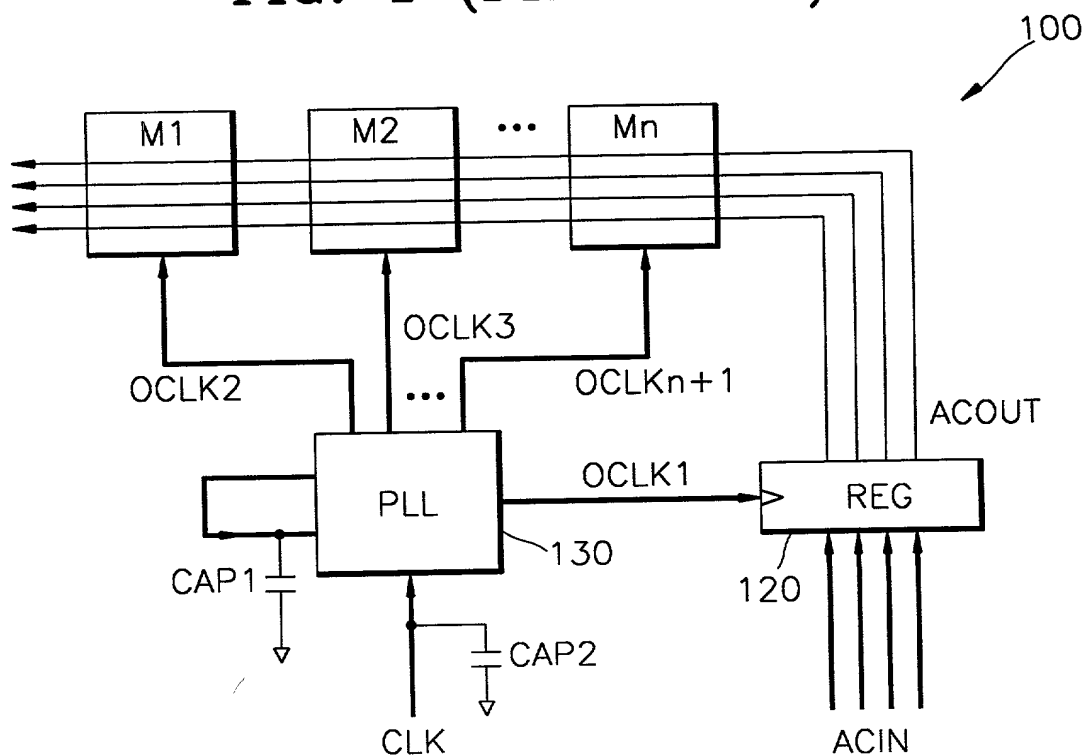 100
M1 M2 ... Mn
OCLK3
OCLK2 ... OCLKn+1
ACOUT
OCLK1
PLL REG
130
CAP1 120
CAP2
CLK ACIN